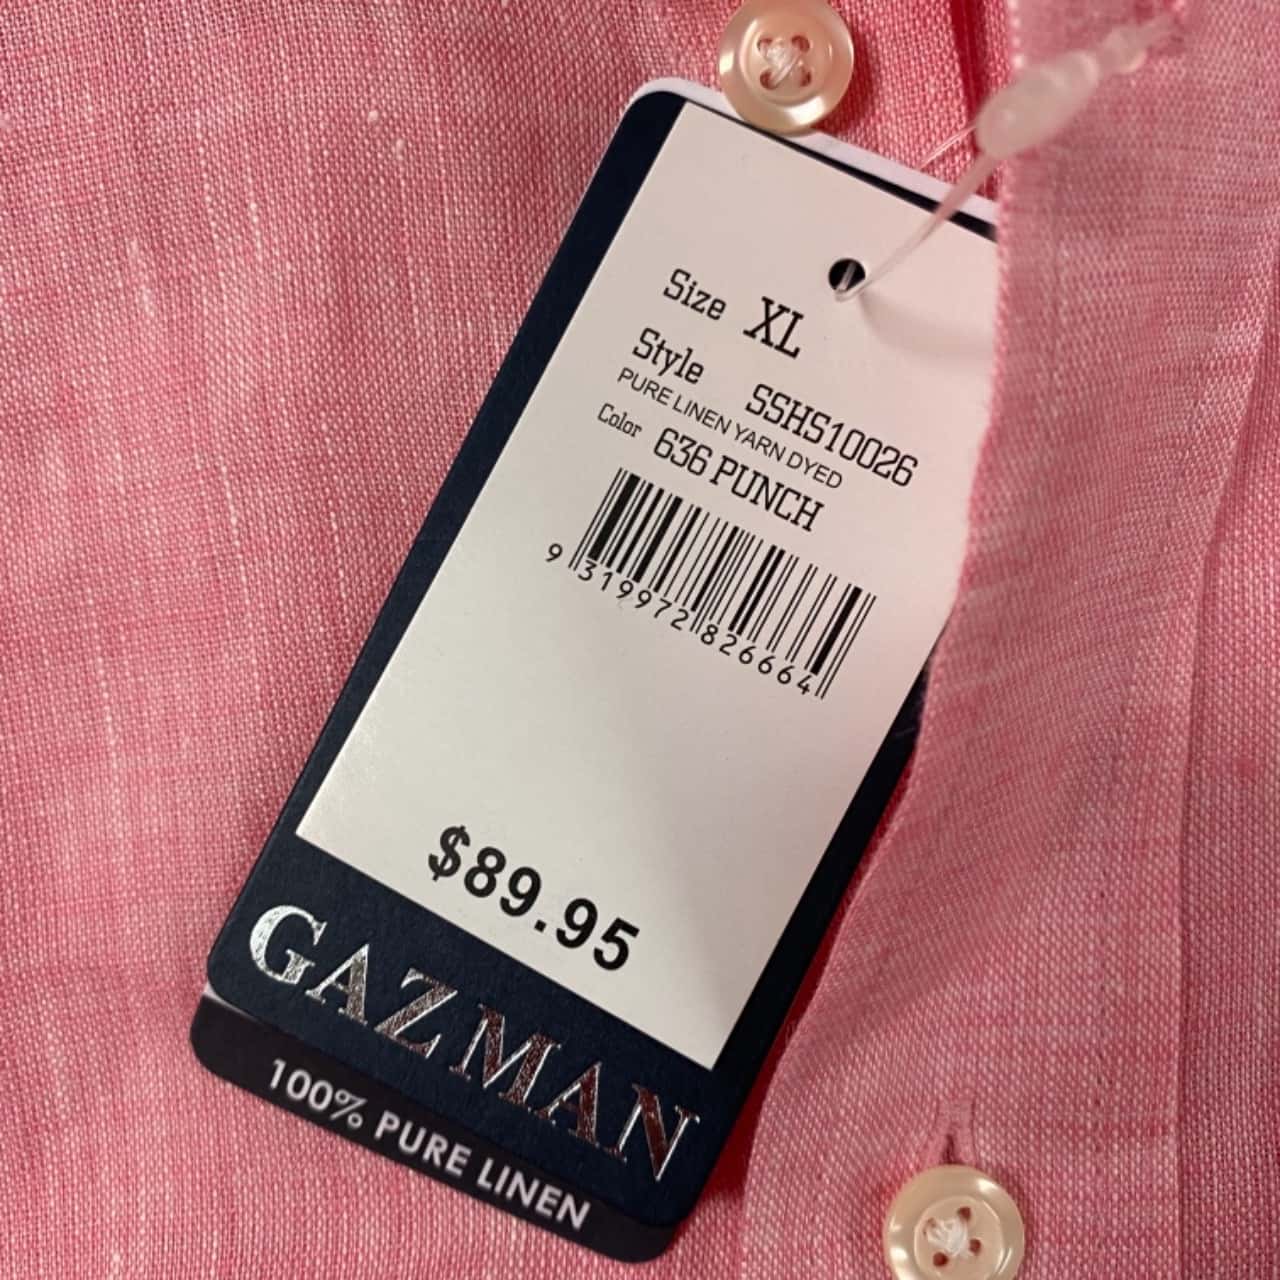 Size XL
Style SSHS10026
PURE LINEN YARN DYED
Color 636 PUNCH
9 319972 826664
$89.95
GAZMAN
100% PURE LINEN